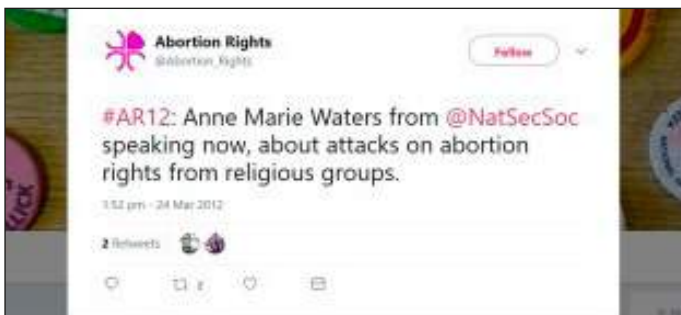 Abortion Rights
@Abortion_Rights
Follow
#AR12: Anne Marie Waters from @NatSecSoc
speaking now, about attacks on abortion
rights from religious groups.
1:52 pm - 24 Mar 2012
2 Retweets
2